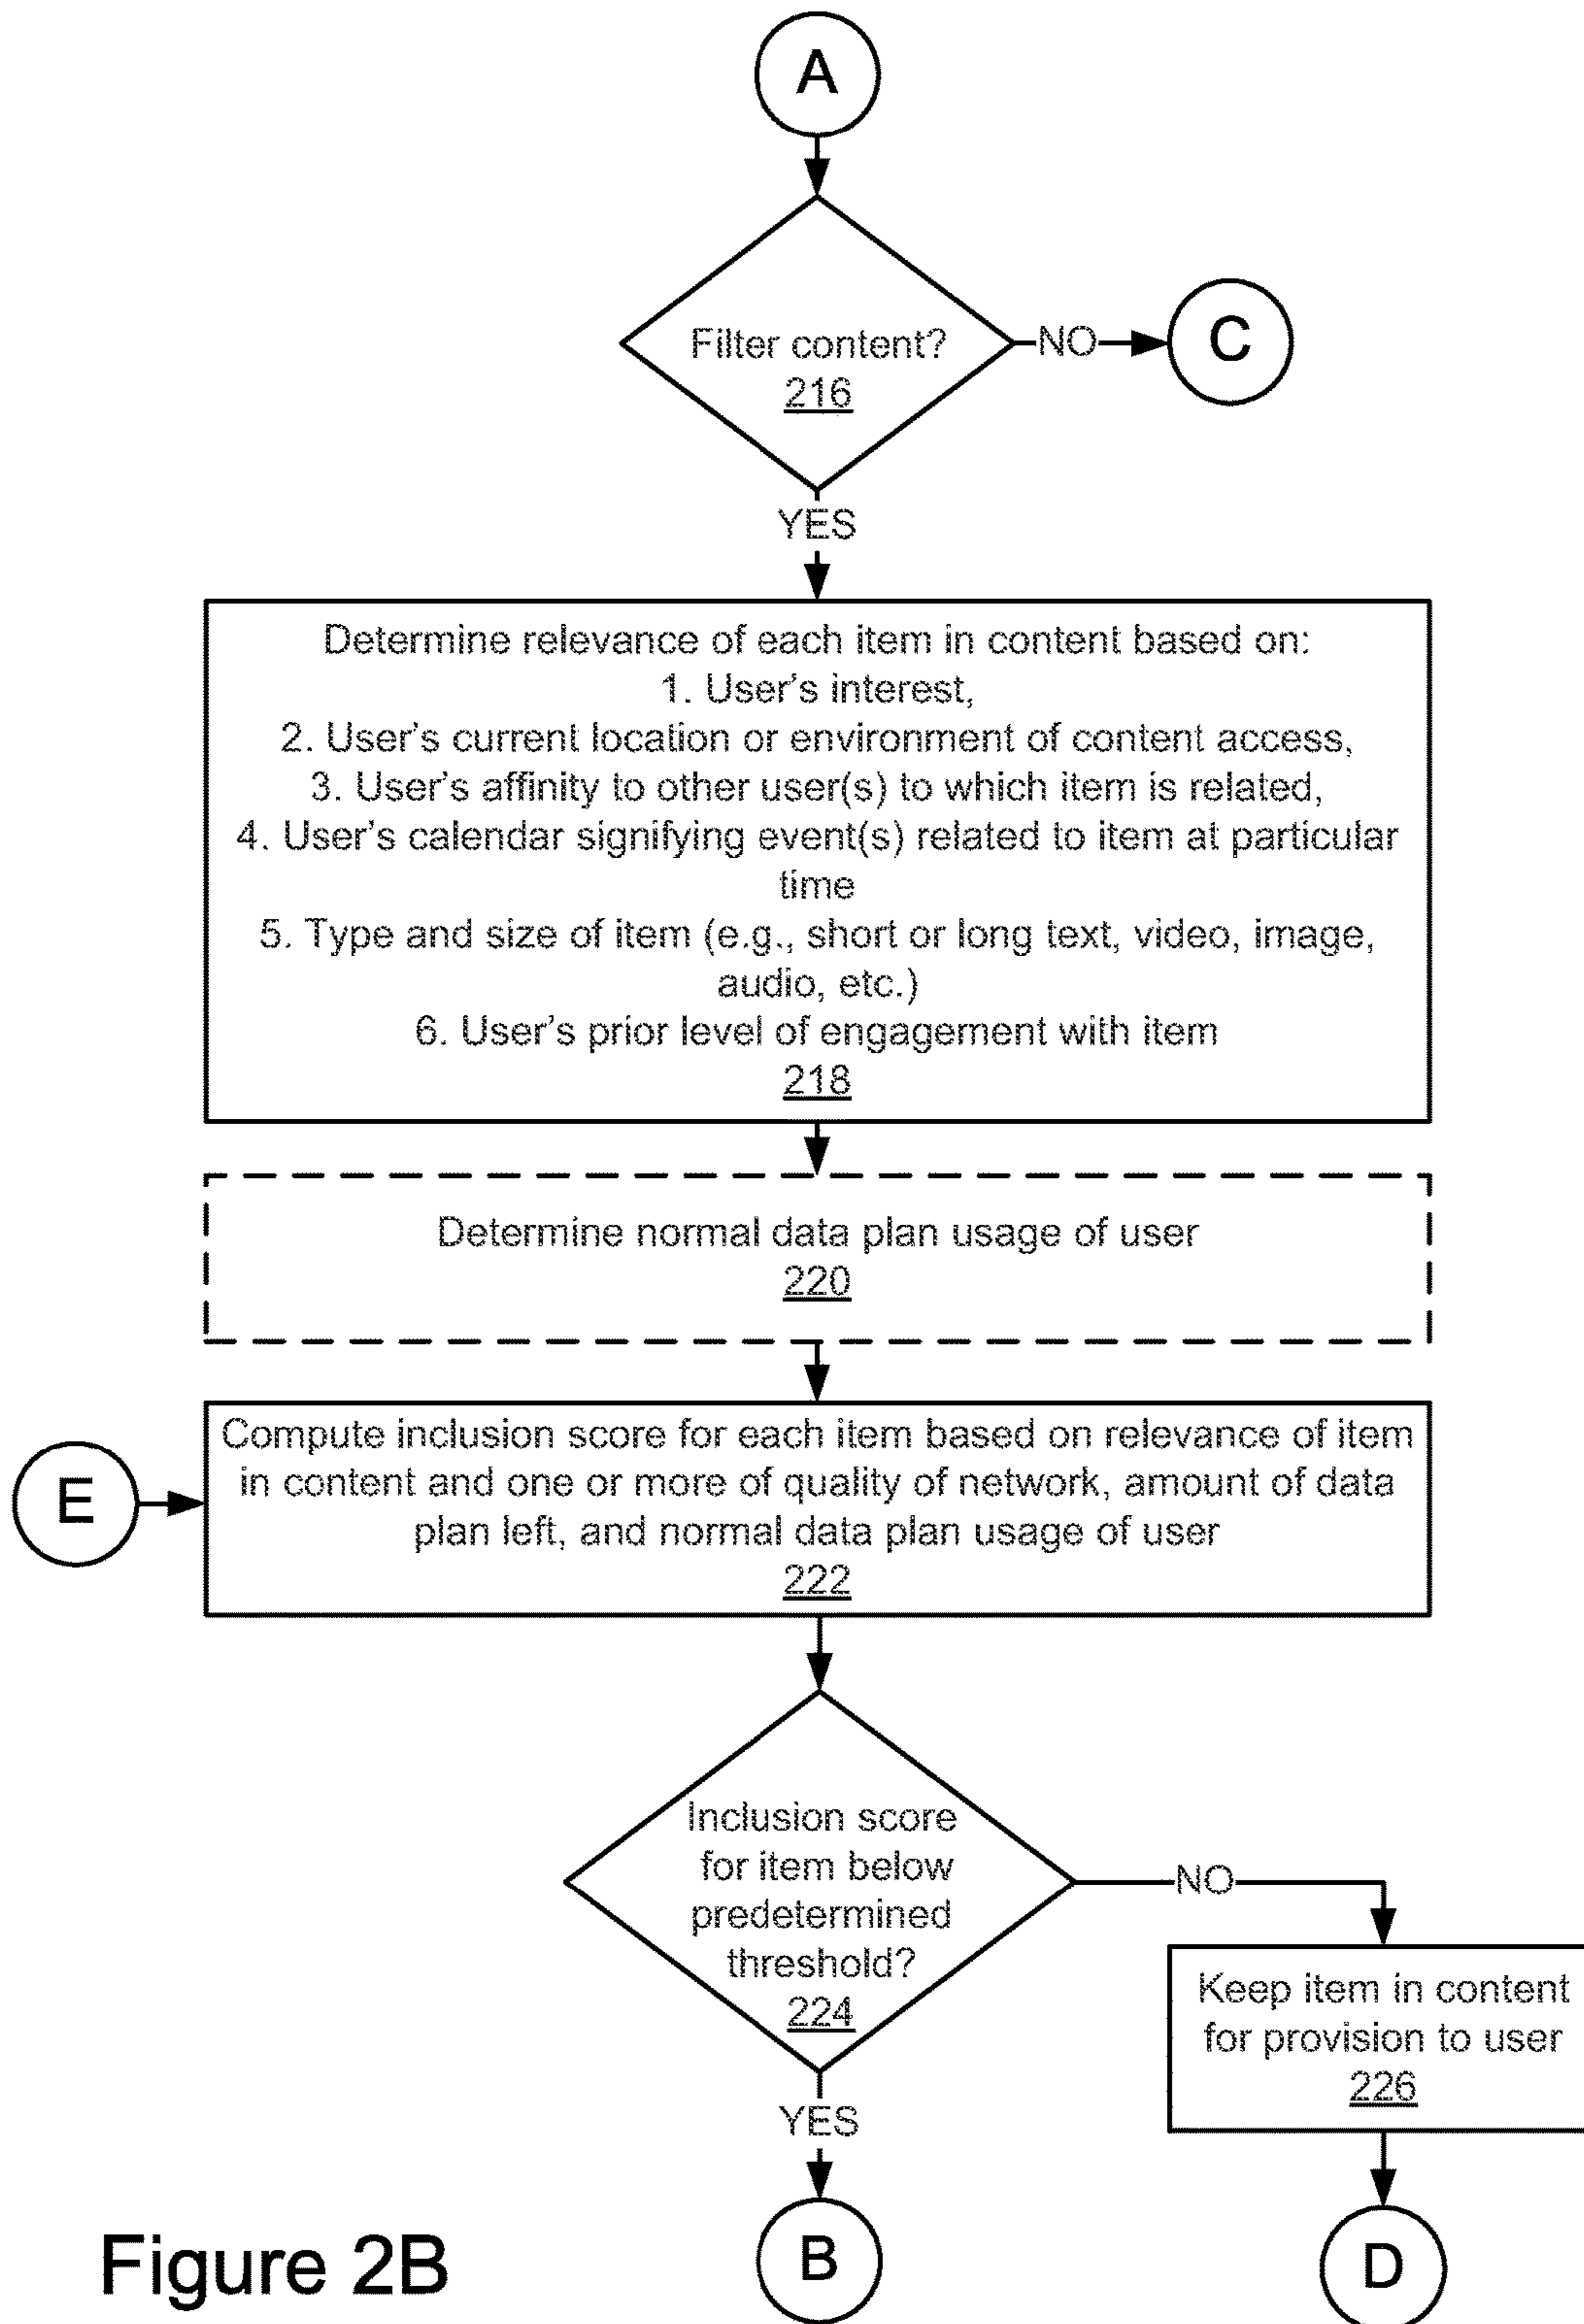 A
Filter content?
216
NO
C
YES
Determine relevance of each item in content based on:
1. User's interest,
2. User's current location or environment of content access,
3. User's affinity to other user(s) to which item is related,
4. User's calendar signifying event(s) related to item at particular
time
5. Type and size of item (e.g., short or long text, video, image,
audio, etc.)
6. User's prior level of engagement with item
218
Determine normal data plan usage of user
220
E
Compute inclusion score for each item based on relevance of item
in content and one or more of quality of network, amount of data
plan left, and normal data plan usage of user
222
Inclusion score
for item below
predetermined
threshold?
224
NO
Keep item in content
for provision to user
226
YES
B
D
Figure 2B